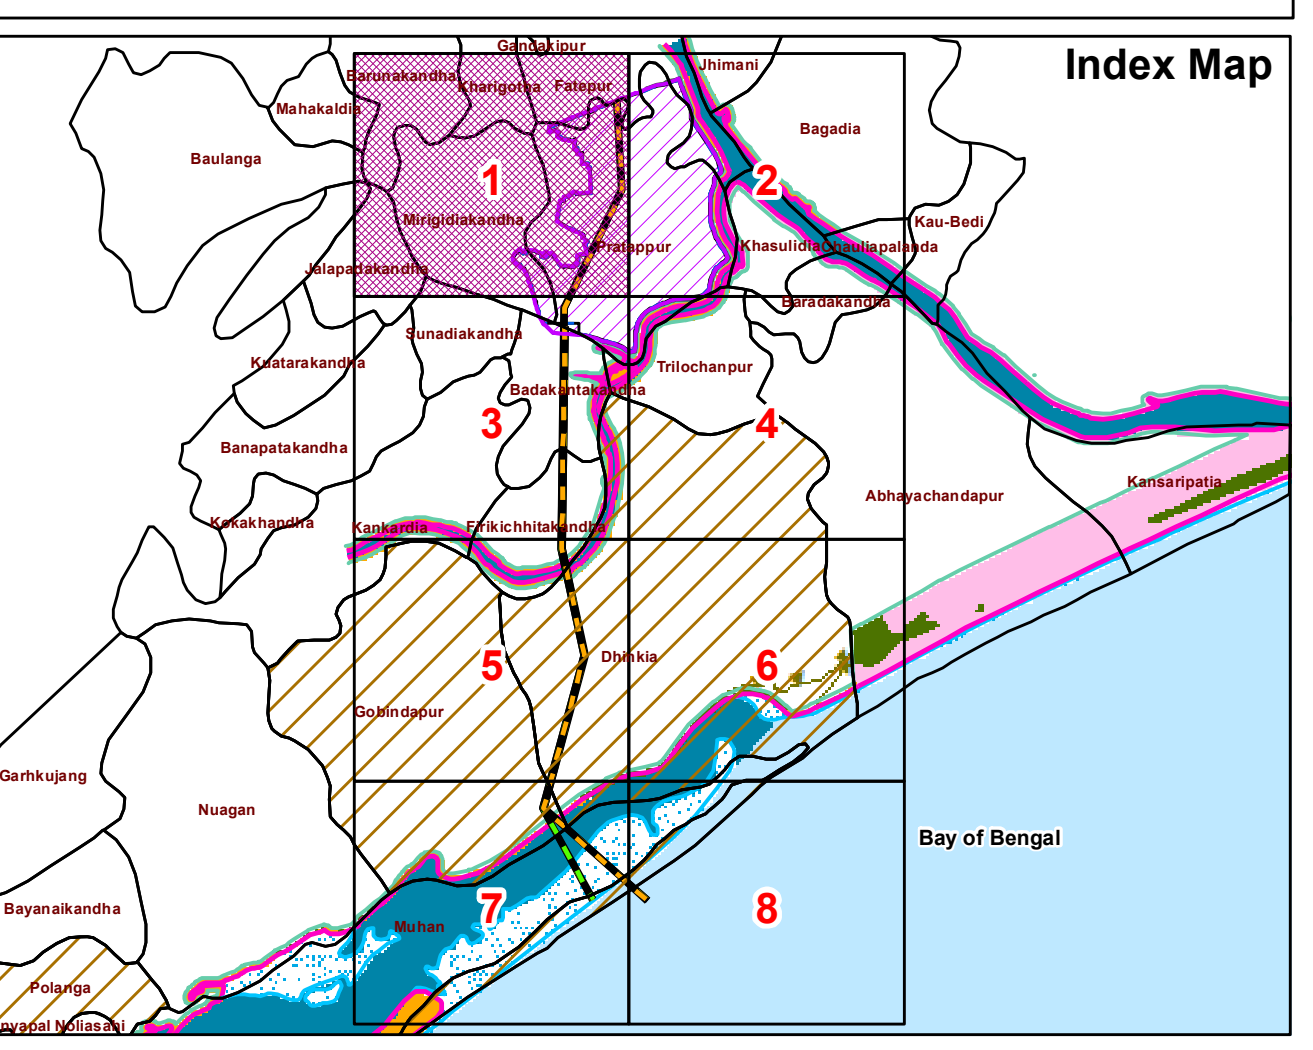 Index Map
Gandakipur
Jhimani
Barunakandha
Kharigotha
Fatepur
Mahakaldia
Bagadia
Baulanga
1
2
Mirigidiakandha
Kau-Bedi
Pratappur
Khasulidia
Chauliapalanda
Jalapadakandha
Baradakandha
Sunadiakandha
Kuatarakandha
Trilochanpur
Badakantakandha
3
4
Banapatakandha
Kansaripatia
Abhayachandapur
Kokakhandha
Kankardia
Firikichhitakandha
5
Dhinkia
6
Gobindapur
Garhkujang
Nuagan
Bay of Bengal
Bayanaikandha
7
8
Muhan
Polanga
nyapal Noliasahi